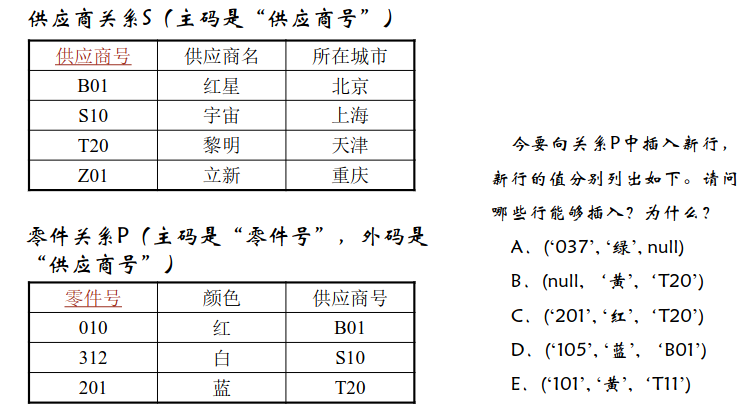 供应商关系S（主码是“供应商号”）
供应商号 供应商名 所在城市
B01 红星 北京
S10 宇宙 上海
T20 黎明 天津
Z01 立新 重庆
零件关系P（主码是“零件号”，外码是
“供应商号”）
零件号 颜色 供应商号
010 红 B01
312 白 S10
201 蓝 T20
今要向关系P中插入新行，
新行的值分别列出如下。请问
哪些行能够插入？为什么？
A．(‘037’, ‘绿’, null)
B．(null, ‘黄’, ‘T20’)
C．(‘201’, ‘红’, ‘T20’)
D．(‘105’, ‘蓝’, ‘B01’)
E．(‘101’, ‘黄’, ‘T11’)